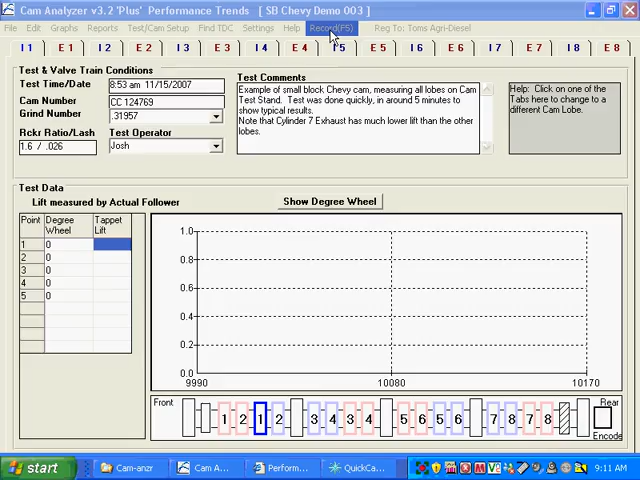 Cam Analyzer v3.2 'Plus' Performance Trends [ SB Chevy Demo 003 ]
File Edit Graphs Reports Test/Cam Setup Find TDC Settings Help Record(F5) Reg To: Toms Agri-Diesel
I 1 E 1 I 2 E 2 I 3 E 3 I 4 E 4 I 5 E 5 I 6 E 6 I 7 E 7 I 8 E 8
Test & Valve Train Conditions
Test Time/Date 8:53 am 11/15/2007
Cam Number CC 124769
Grind Number .31957
Rckr Ratio/Lash Test Operator
1.6 / .026 Josh
Test Comments
Example of small block Chevy cam, measuring all lobes on Cam
Test Stand. Test was done quickly, in around 5 minutes to
show typical results.
Note that Cylinder 7 Exhaust has much lower lift than the other
lobes.
Help: Click on one of the
Tabs here to change to a
different Cam Lobe.
Test Data
Lift measured by Actual Follower
Show Degree Wheel
Point Degree Wheel Tappet Lift
1 0
2 0
3 0
4 0
5 0
1.0
0.8
0.6
0.4
0.2
0.0
9990 10080 10170
Front 1 2 1 2 3 4 3 4 5 6 5 6 7 8 7 8 Rear
Encode
start Cam-anzr Cam A... Perform... QuickCa... 9:11 AM